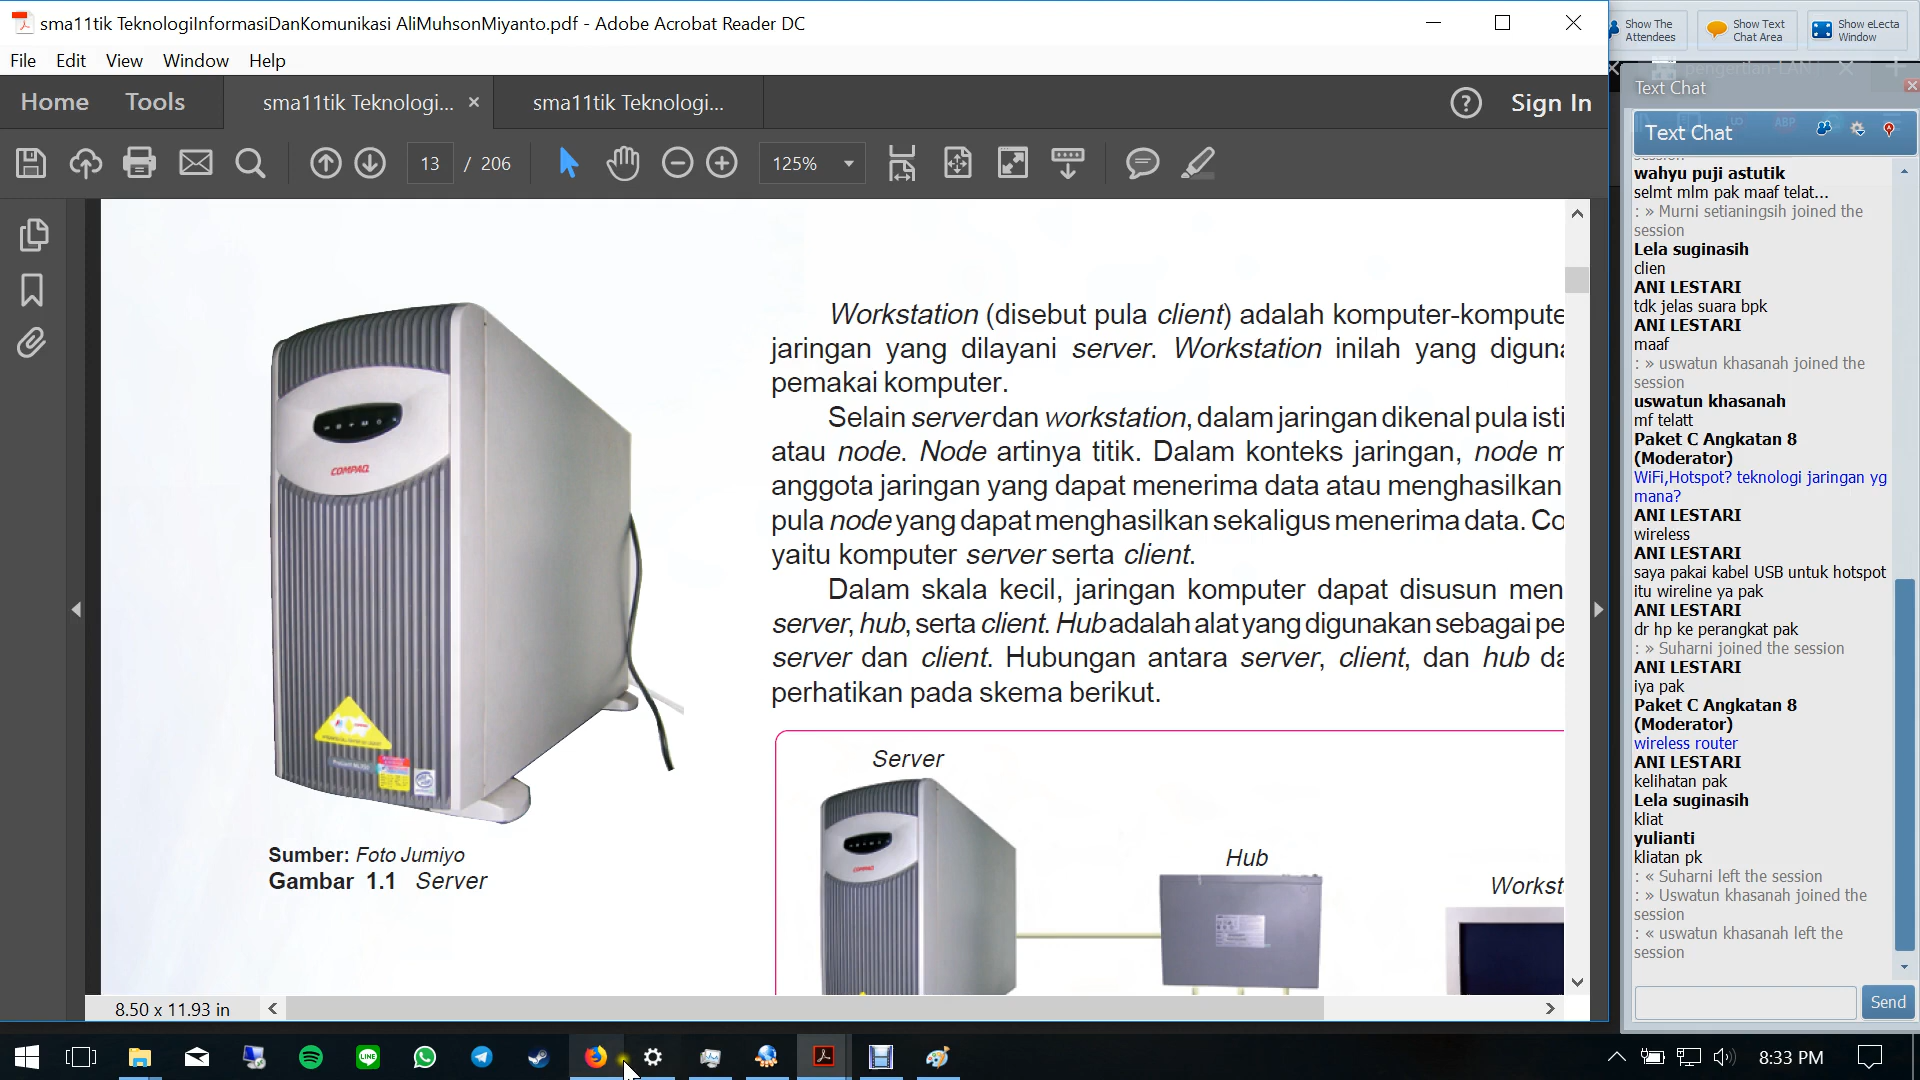 sma11tik TeknologiInformasiDanKomunikasi AliMuhsonMiyanto.pdf - Adobe Acrobat Reader DC
File Edit View Window Help
Home Tools sma11tik Teknologi... × sma11tik Teknologi... Sign In
13 / 206 125%
Workstation (disebut pula client) adalah komputer-kompute
jaringan yang dilayani server. Workstation inilah yang diguna
pemakai komputer.
Selain server dan workstation, dalam jaringan dikenal pula isti
atau node. Node artinya titik. Dalam konteks jaringan, node m
anggota jaringan yang dapat menerima data atau menghasilkan
pula node yang dapat menghasilkan sekaligus menerima data. Co
yaitu komputer server serta client.
Dalam skala kecil, jaringan komputer dapat disusun men
server, hub, serta client. Hub adalah alat yang digunakan sebagai pe
server dan client. Hubungan antara server, client, dan hub da
perhatikan pada skema berikut.
COMPAQ
Sumber: Foto Jumiyo
Gambar 1.1 Server
Server
Hub
Workst
8.50 x 11.93 in
Show The Attendees
Show Text Chat Area
Show eLecta Window
Text Chat
Text Chat
session
wahyu puji astutik
selmt mlm pak maaf telat...
: » Murni setianingsih joined the
session
Lela suginasih
clien
ANI LESTARI
tdk jelas suara bpk
ANI LESTARI
maaf
: » uswatun khasanah joined the
session
uswatun khasanah
mf telatt
Paket C Angkatan 8
(Moderator)
WiFi,Hotspot? teknologi jaringan yg
mana?
ANI LESTARI
wireless
ANI LESTARI
saya pakai kabel USB untuk hotspot
itu wireline ya pak
ANI LESTARI
dr hp ke perangkat pak
: » Suharni joined the session
ANI LESTARI
iya pak
Paket C Angkatan 8
(Moderator)
wireless router
ANI LESTARI
kelihatan pak
Lela suginasih
kliat
yulianti
kliatan pk
: « Suharni left the session
: » Uswatun khasanah joined the
session
: « uswatun khasanah left the
session
Send
8:33 PM